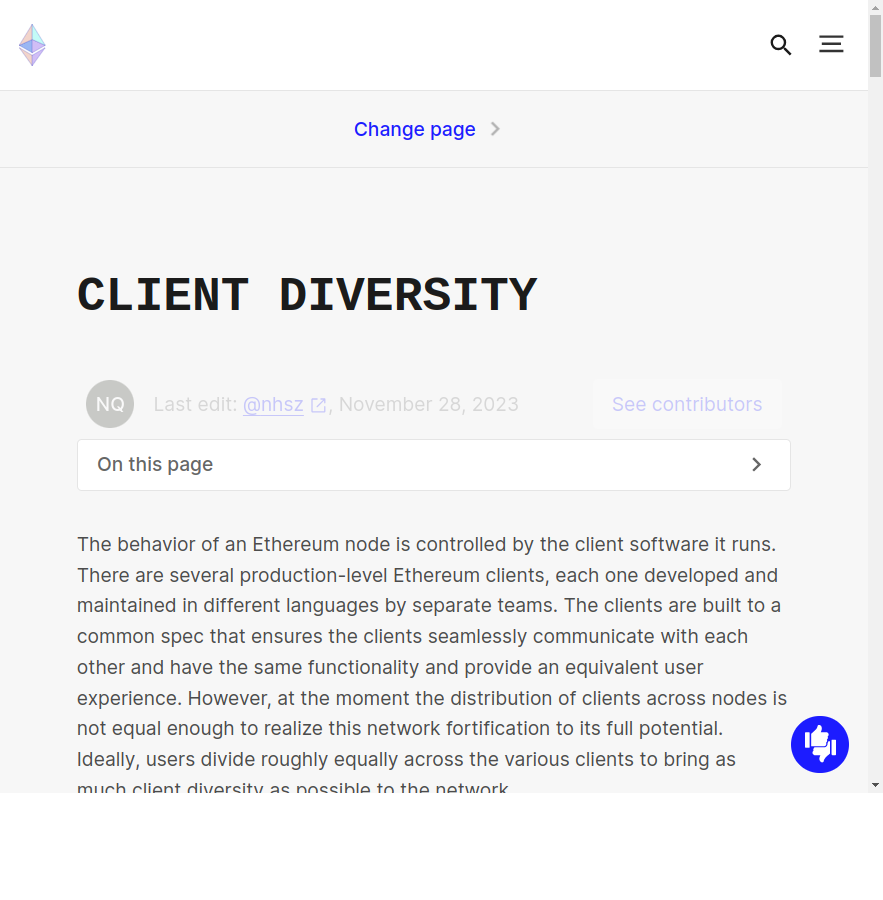 Change page
CLIENT DIVERSITY
NQ
Last edit: @nhsz, November 28, 2023
See contributors
On this page
The behavior of an Ethereum node is controlled by the client software it runs.
There are several production-level Ethereum clients, each one developed and
maintained in different languages by separate teams. The clients are built to a
common spec that ensures the clients seamlessly communicate with each
other and have the same functionality and provide an equivalent user
experience. However, at the moment the distribution of clients across nodes is
not equal enough to realize this network fortification to its full potential.
Ideally, users divide roughly equally across the various clients to bring as
much client diversity as possible to the network.